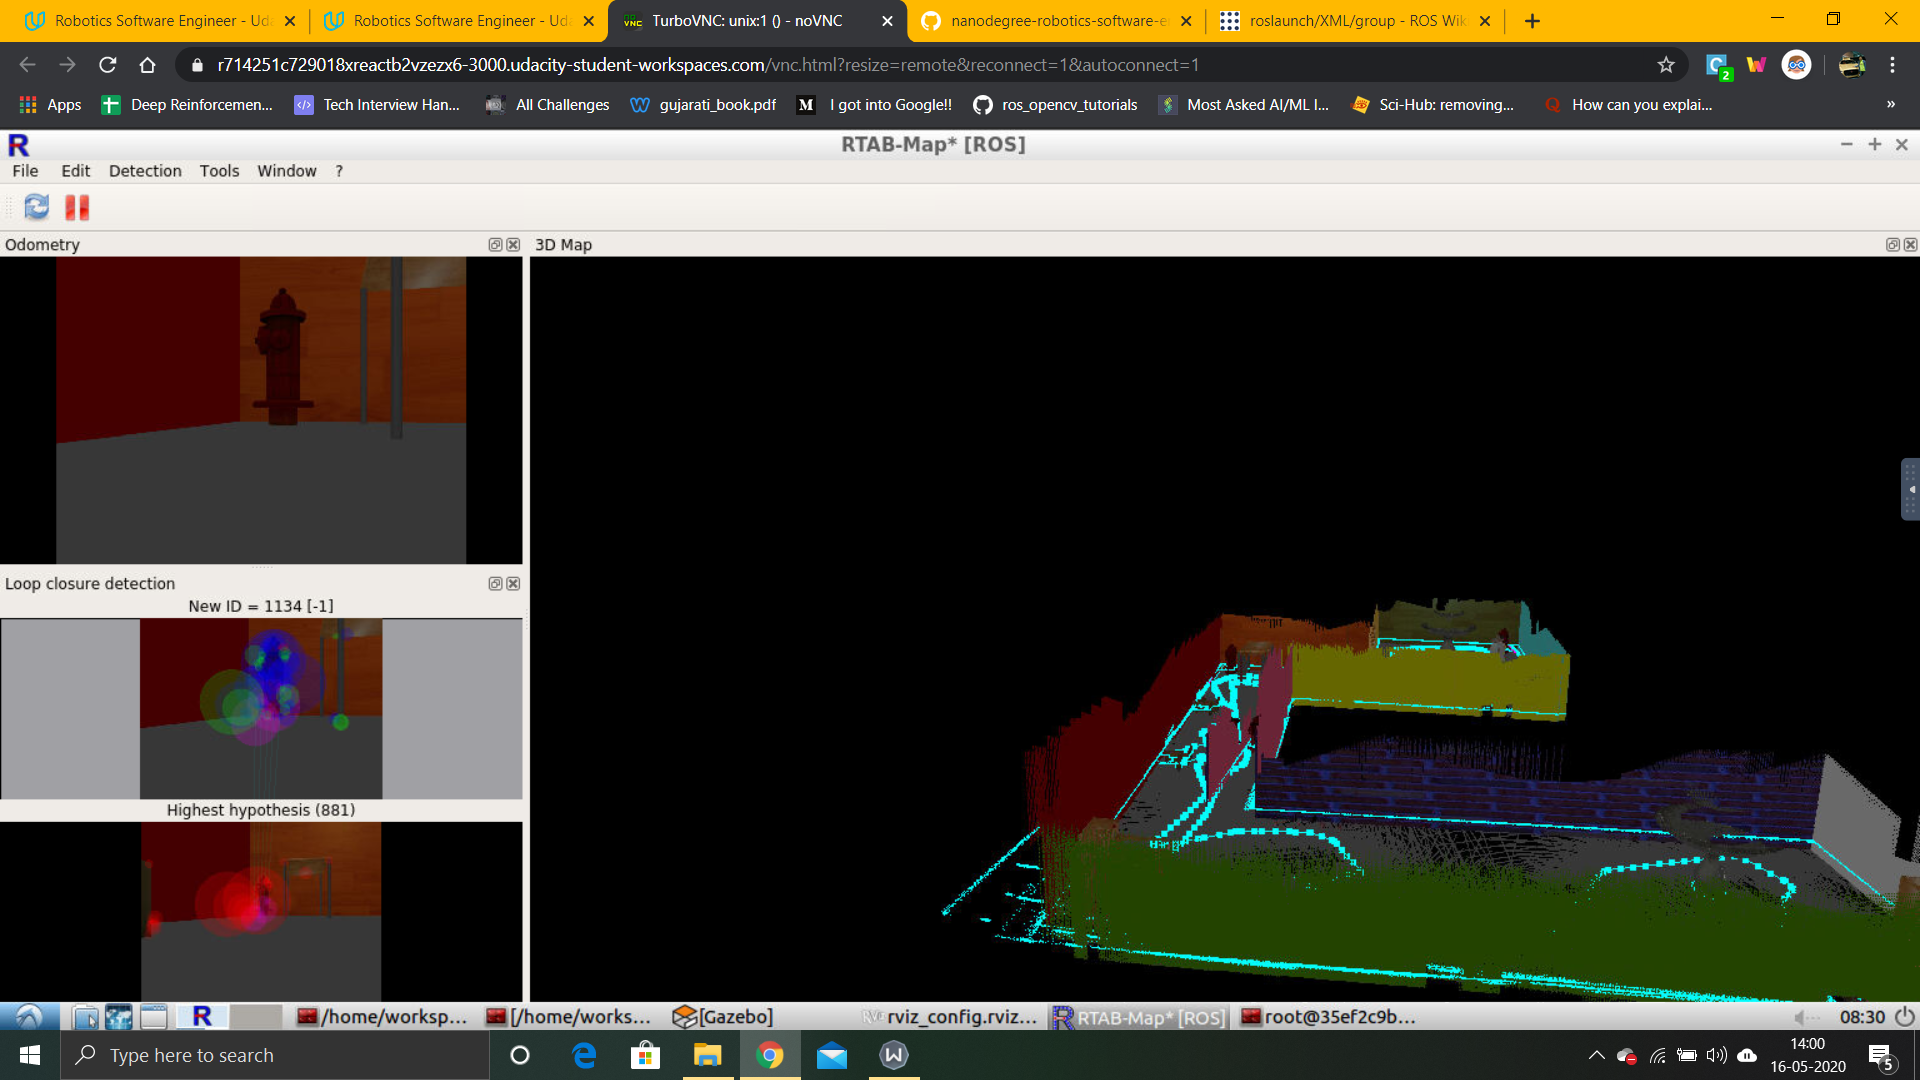 Robotics Software Engineer - Uda
Robotics Software Engineer - Uda
TurboVNC: unix:1 () - noVNC
nanodegree-robotics-software-e
roslaunch/XML/group - ROS Wik
r714251c729018xreactb2vzezx6-3000.udacity-student-workspaces.com/vnc.html?resize=remote&reconnect=1&autoconnect=1
2
Apps
Deep Reinforcemen...
Tech Interview Han...
All Challenges
gujarati_book.pdf
I got into Google!!
ros_opencv_tutorials
Most Asked AI/ML I...
Sci-Hub: removing...
How can you explai...
»
RTAB-Map* [ROS]
File
Edit
Detection
Tools
Window
?
Odometry
3D Map
Loop closure detection
New ID = 1134 [-1]
Highest hypothesis (881)
/home/worksp...
[/home/works...
[Gazebo]
rviz_config.rviz...
RTAB-Map* [ROS]
root@35ef2c9b...
08:30
Type here to search
14:00
16-05-2020
5